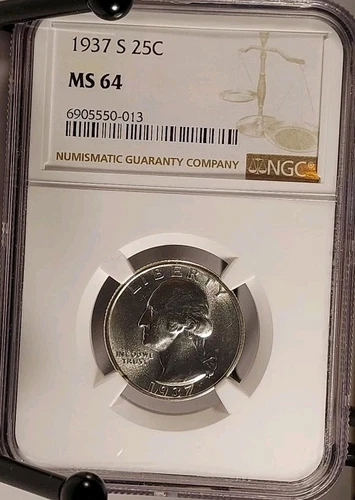 1937 S 25C
MS 64
6905550-013
NUMISMATIC GUARANTY COMPANY
NGC
LIBERTY
IN GOD WE
TRUST
1937